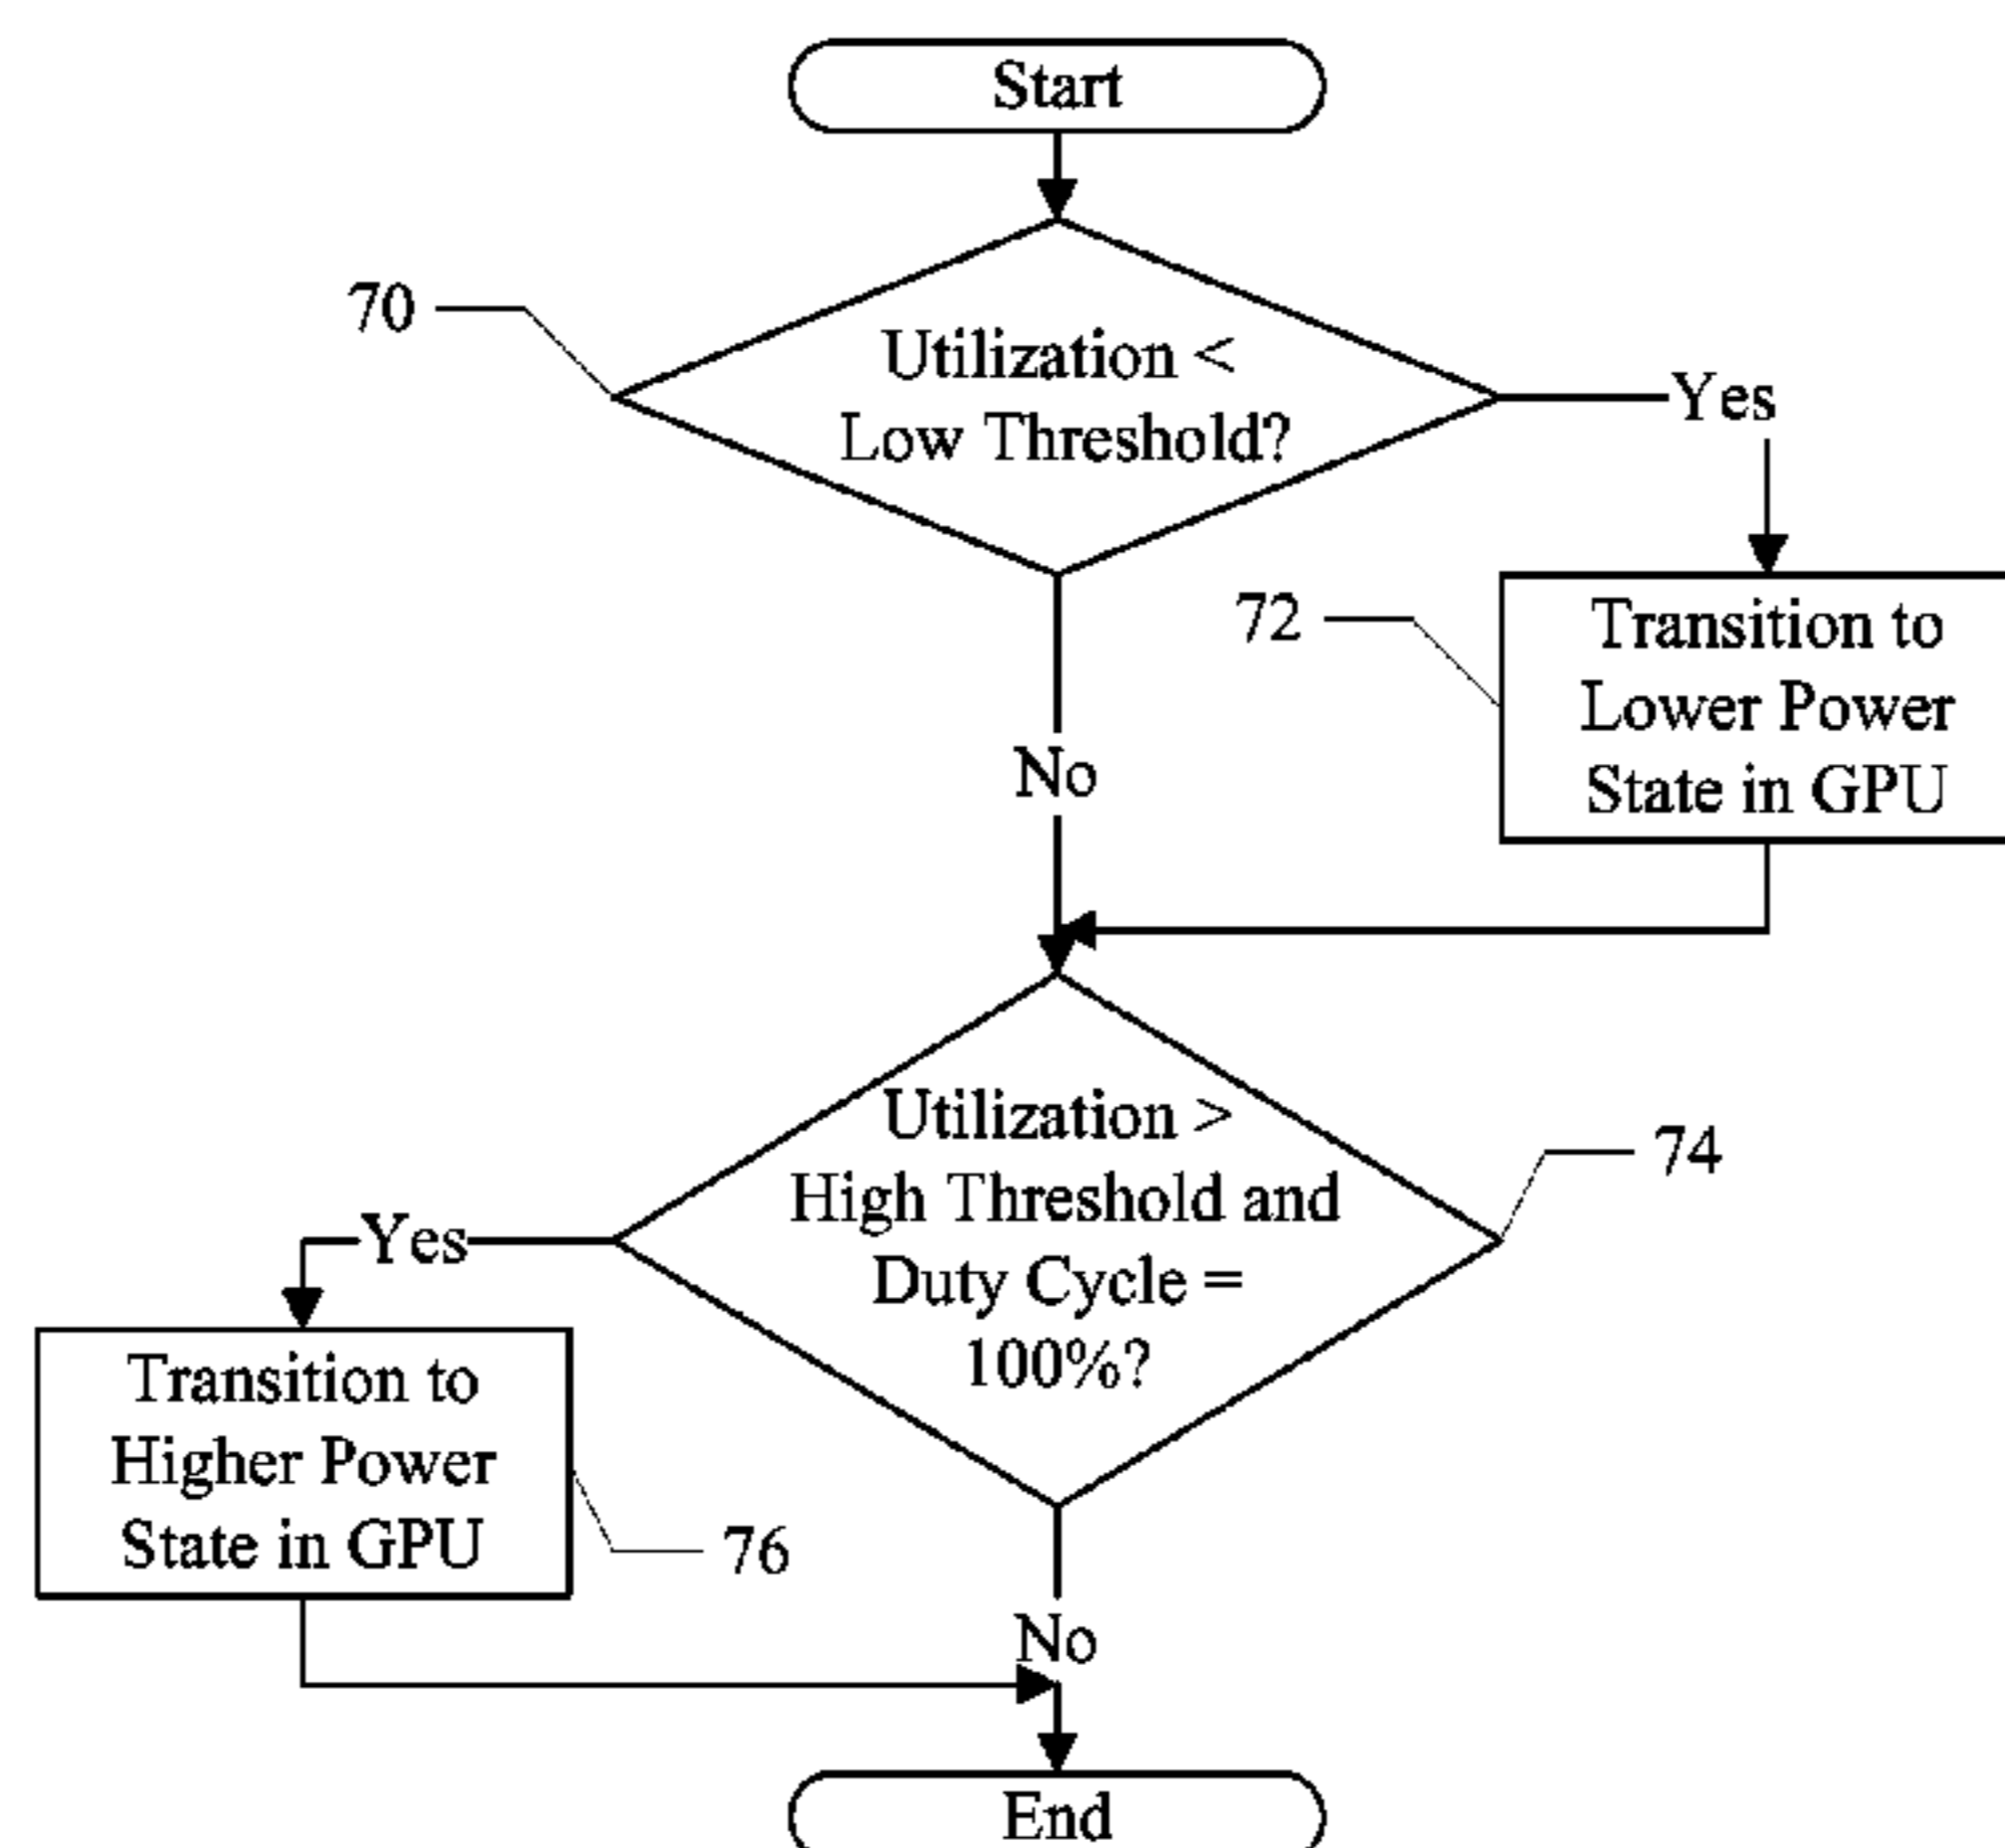 Start
70
Utilization <
Low Threshold?
Yes
72
Transition to
Lower Power
State in GPU
No
Utilization >
High Threshold and
Duty Cycle =
100%?
74
Yes
Transition to
Higher Power
State in GPU
76
No
End